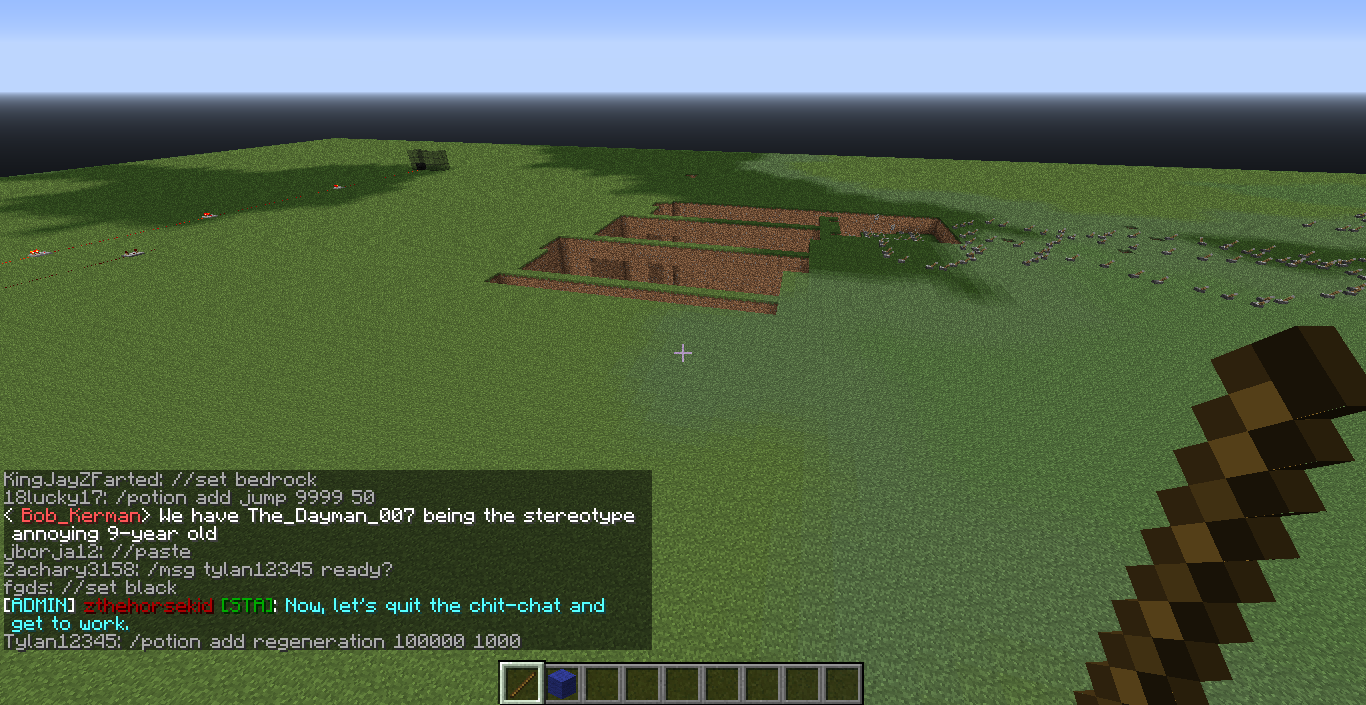 KingJayZFarted: //set bedrock
18lucky17: /potion add jump 9999 50
< Bob_Kerman> We have The_Dayman_007 being the stereotype
annoying 9-year old
jborja12: //paste
Zachary3158: /msg tylan12345 ready?
fgds: //set black
[ADMIN] zthehorsekid [STA]: Now, let's quit the chit-chat and
get to work.
Tylan12345: /potion add regeneration 100000 1000